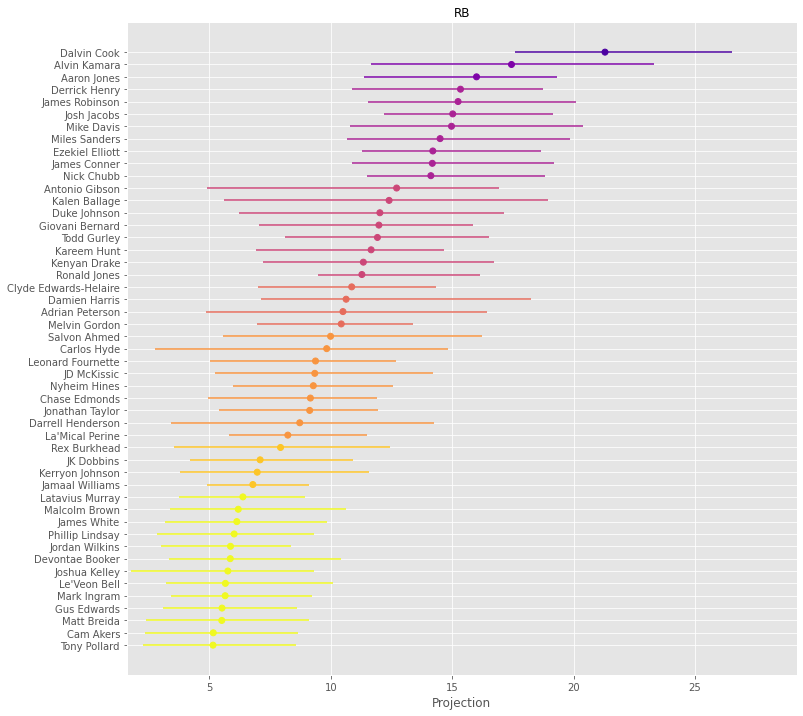 RB
Dalvin Cook
Alvin Kamara
Aaron Jones
Derrick Henry
James Robinson
Josh Jacobs
Mike Davis
Miles Sanders
Ezekiel Elliott
James Conner
Nick Chubb
Antonio Gibson
Kalen Ballage
Duke Johnson
Giovani Bernard
Todd Gurley
Kareem Hunt
Kenyan Drake
Ronald Jones
Clyde Edwards-Helaire
Damien Harris
Adrian Peterson
Melvin Gordon
Salvon Ahmed
Carlos Hyde
Leonard Fournette
JD McKissic
Nyheim Hines
Chase Edmonds
Jonathan Taylor
Darrell Henderson
La'Mical Perine
Rex Burkhead
JK Dobbins
Kerryon Johnson
Jamaal Williams
Latavius Murray
Malcolm Brown
James White
Phillip Lindsay
Jordan Wilkins
Devontae Booker
Joshua Kelley
Le'Veon Bell
Mark Ingram
Gus Edwards
Matt Breida
Cam Akers
Tony Pollard
5 10 15 20 25
Projection